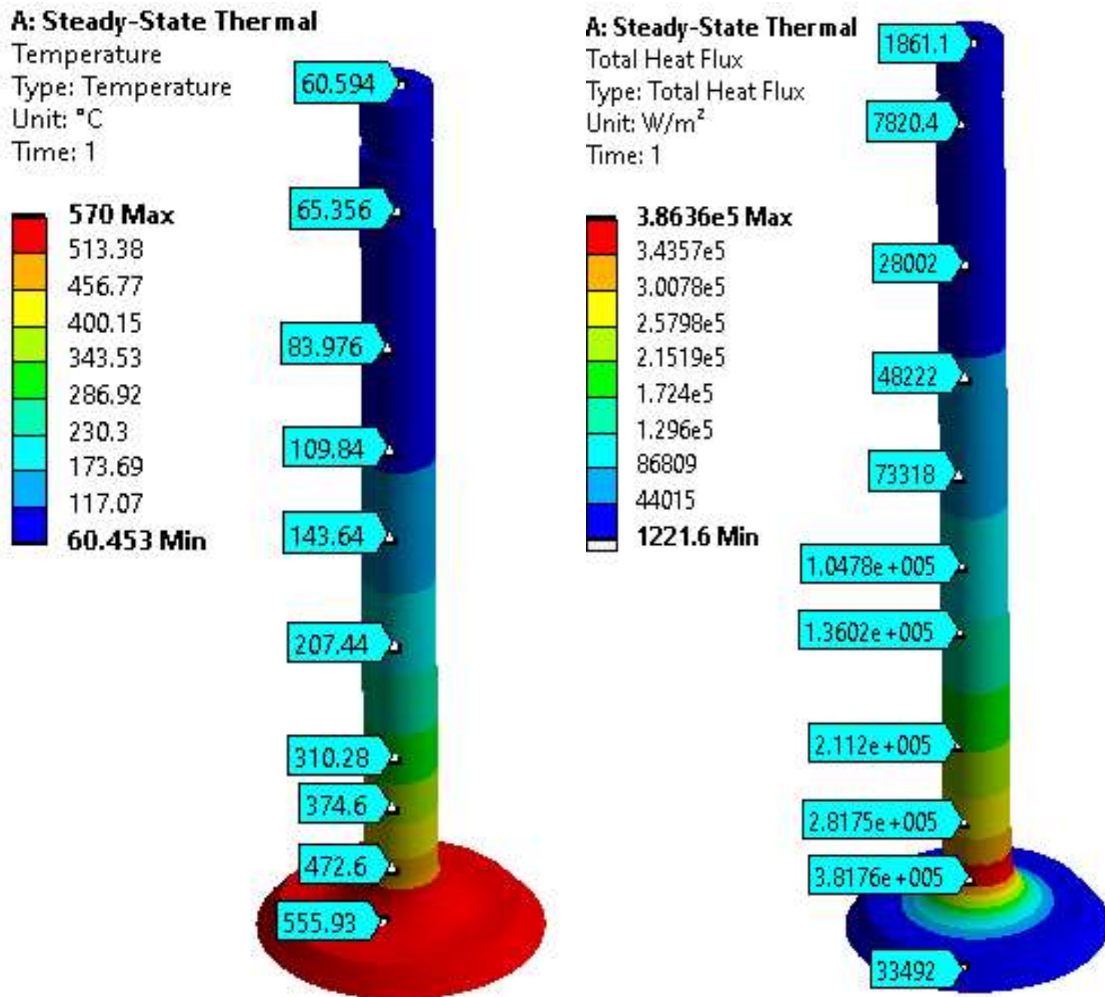 A: Steady-State Thermal
Temperature
Type: Temperature
Unit: °C
Time: 1
570 Max
513.38
456.77
400.15
343.53
286.92
230.3
173.69
117.07
60.453 Min
60.594
65.356
83.976
109.84
143.64
207.44
310.28
374.6
472.6
555.93
A: Steady-State Thermal
Total Heat Flux
Type: Total Heat Flux
Unit: W/m²
Time: 1
3.8636e5 Max
3.4357e5
3.0078e5
2.5798e5
2.1519e5
1.724e5
1.296e5
86809
44015
1221.6 Min
1861.1
7820.4
28002
48222
73318
1.0478e+005
1.3602e+005
2.112e+005
2.8175e+005
3.8176e+005
33492